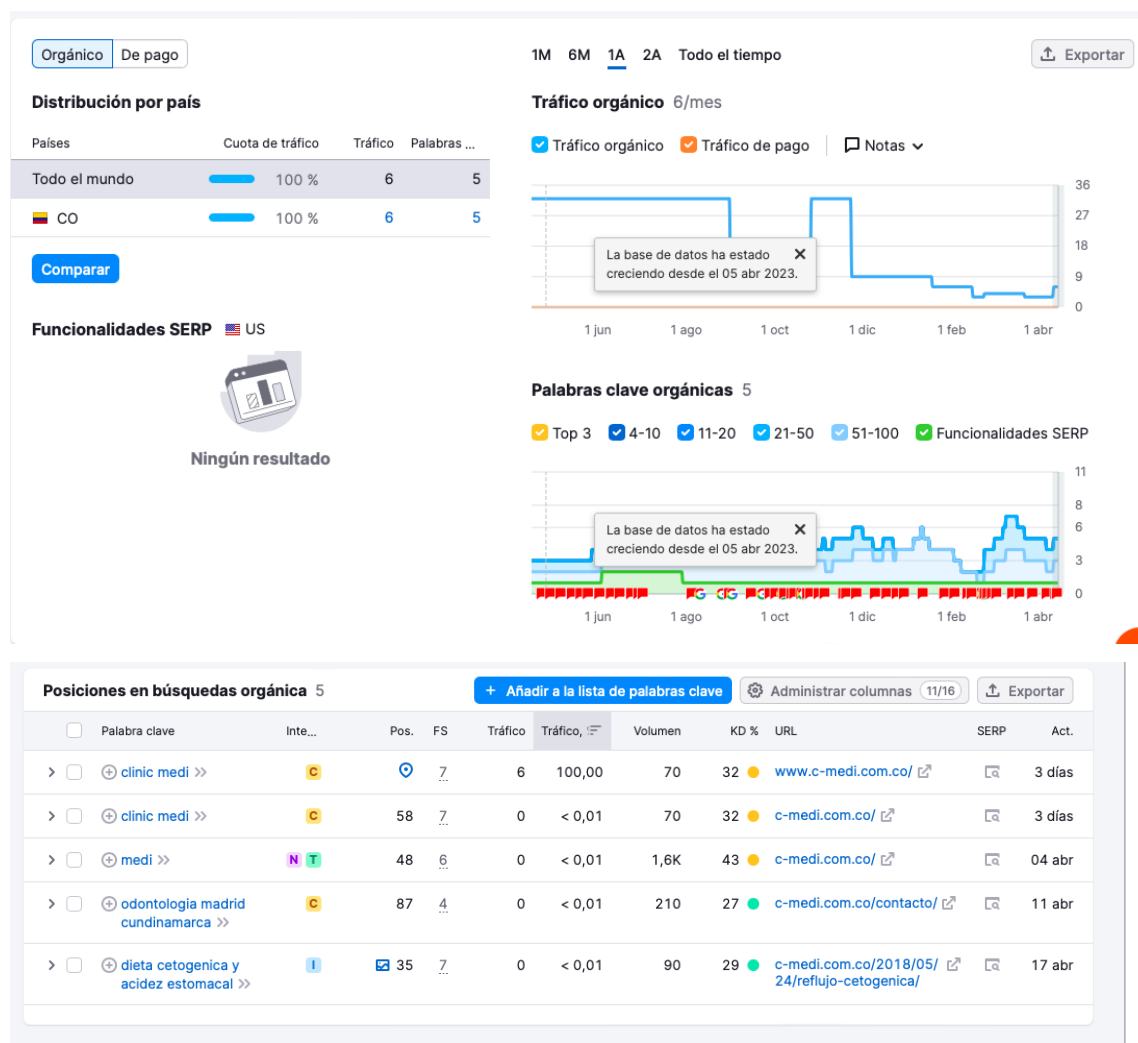 Orgánico De pago
Distribución por país
Países Cuota de tráfico Tráfico Palabras ...
Todo el mundo 100 % 6 5
CO 100 % 6 5
Comparar
Funcionalidades SERP US
Ningún resultado
1M 6M 1A 2A Todo el tiempo
Exportar
Tráfico orgánico 6/mes
Tráfico orgánico Tráfico de pago Notas
36
27
18
9
0
La base de datos ha estado
creciendo desde el 05 abr 2023.
1 jun 1 ago 1 oct 1 dic 1 feb 1 abr
Palabras clave orgánicas 5
Top 3 4-10 11-20 21-50 51-100 Funcionalidades SERP
11
8
6
3
0
La base de datos ha estado
creciendo desde el 05 abr 2023.
1 jun 1 ago 1 oct 1 dic 1 feb 1 abr
Posiciones en búsquedas orgánica 5
+ Añadir a la lista de palabras clave
Administrar columnas 11/16
Exportar
Palabra clave Inte... Pos. FS Tráfico Tráfico, Volumen KD % URL SERP Act.
clinic medi C 7 6 100,00 70 32 www.c-medi.com.co/ 3 días
clinic medi C 58 7 0 < 0,01 70 32 c-medi.com.co/ 3 días
medi N T 48 6 0 < 0,01 1,6K 43 c-medi.com.co/ 04 abr
odontologia madrid C 87 4 0 < 0,01 210 27 c-medi.com.co/contacto/ 11 abr
cundinamarca
dieta cetogenica y I 35 7 0 < 0,01 90 29 c-medi.com.co/2018/05/ 17 abr
acidez estomacal 24/reflujo-cetogenica/